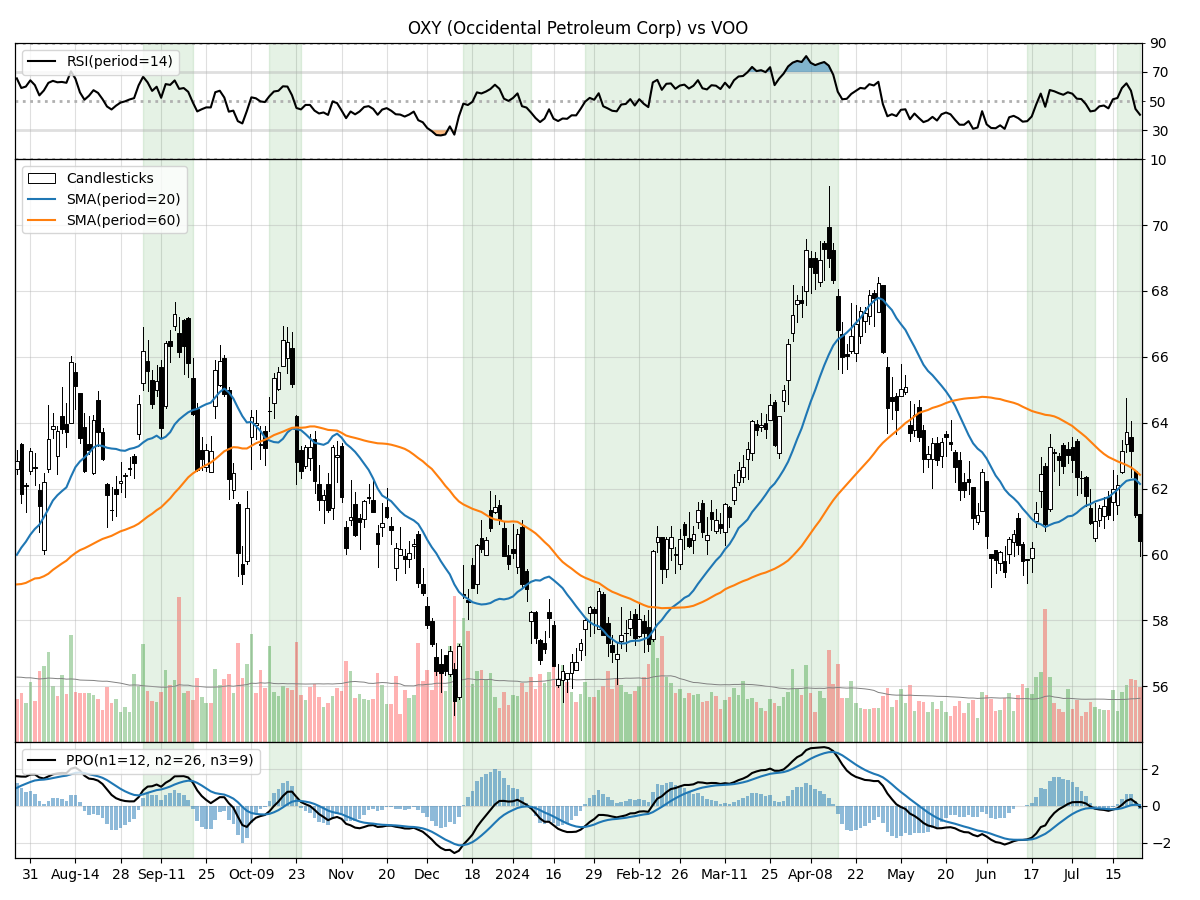 OXY (Occidental Petroleum Corp) vs VOO
RSI(period=14)
90
70
50
30
10
Candlesticks
SMA(period=20)
SMA(period=60)
70
68
66
64
62
60
58
56
PPO(n1=12, n2=26, n3=9)
2
0
−2
31 Aug-14 28 Sep-11 25 Oct-09 23 Nov 20 Dec 18 2024 16 29 Feb-12 26 Mar-11 25 Apr-08 22 May 20 Jun 17 Jul 15